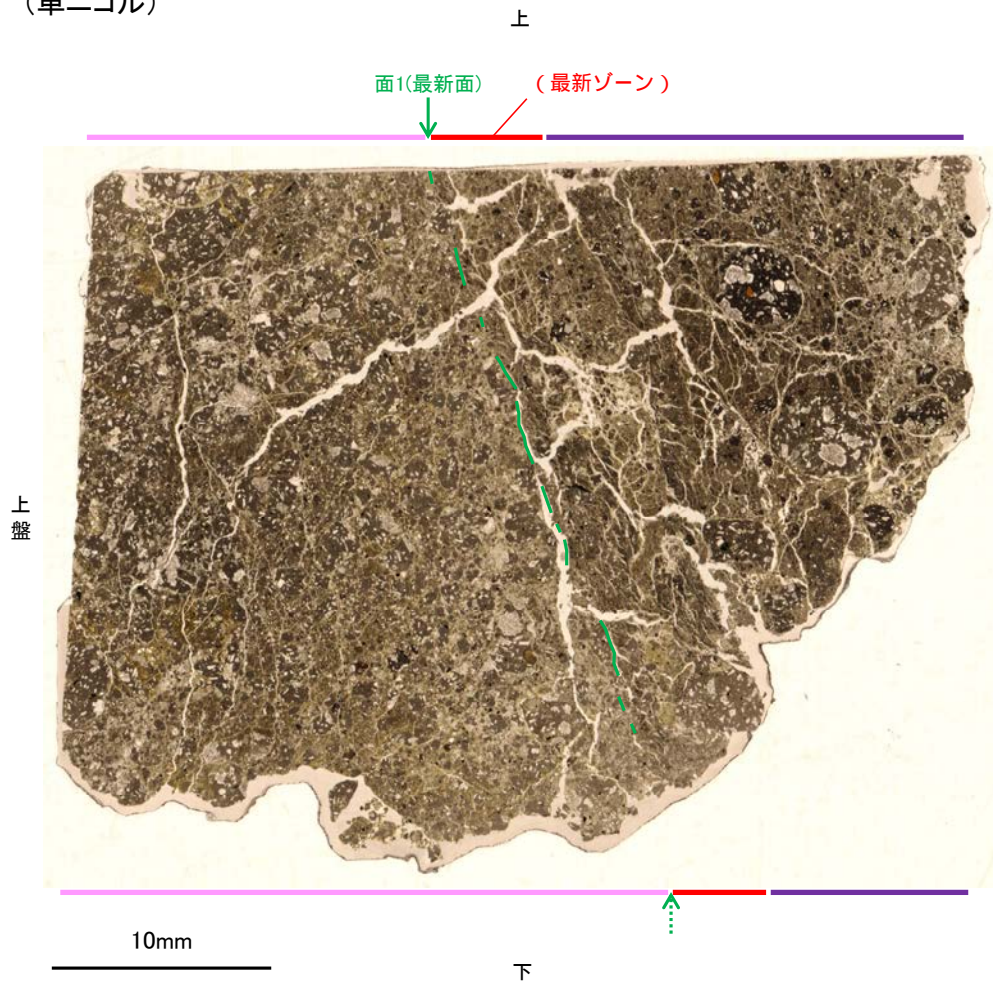 （単ニコル）
上
面1(最新面)
（最新ゾーン）
上
盤
10mm
下